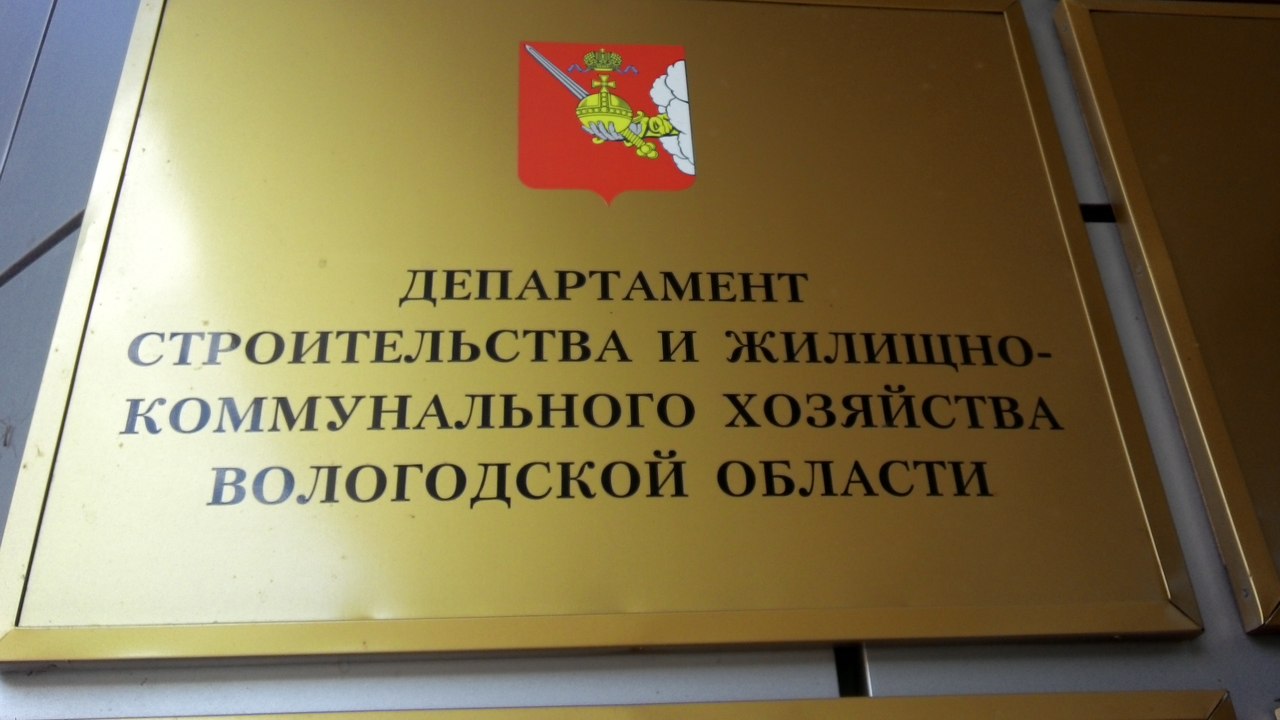 ДЕПАРТАМЕНТ
СТРОИТЕЛЬСТВА И ЖИЛИЩНО-
КОММУНАЛЬНОГО ХОЗЯЙСТВА
ВОЛОГОДСКОЙ ОБЛАСТИ